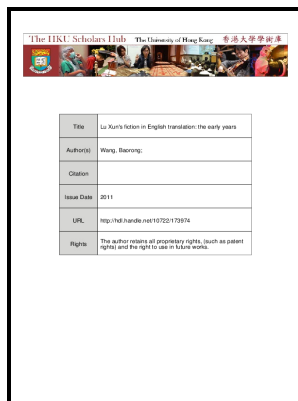 The HKU Scholars Hub The University of Hong Kong 香港大學學術庫
Title Lu Xun's fiction in English translation: the early years
Author(s) Wang, Baorong;
Citation
Issue Date 2011
URL http://hdl.handle.net/10722/173974
Rights The author retains all proprietary rights, (such as patent
rights) and the right to use in future works.